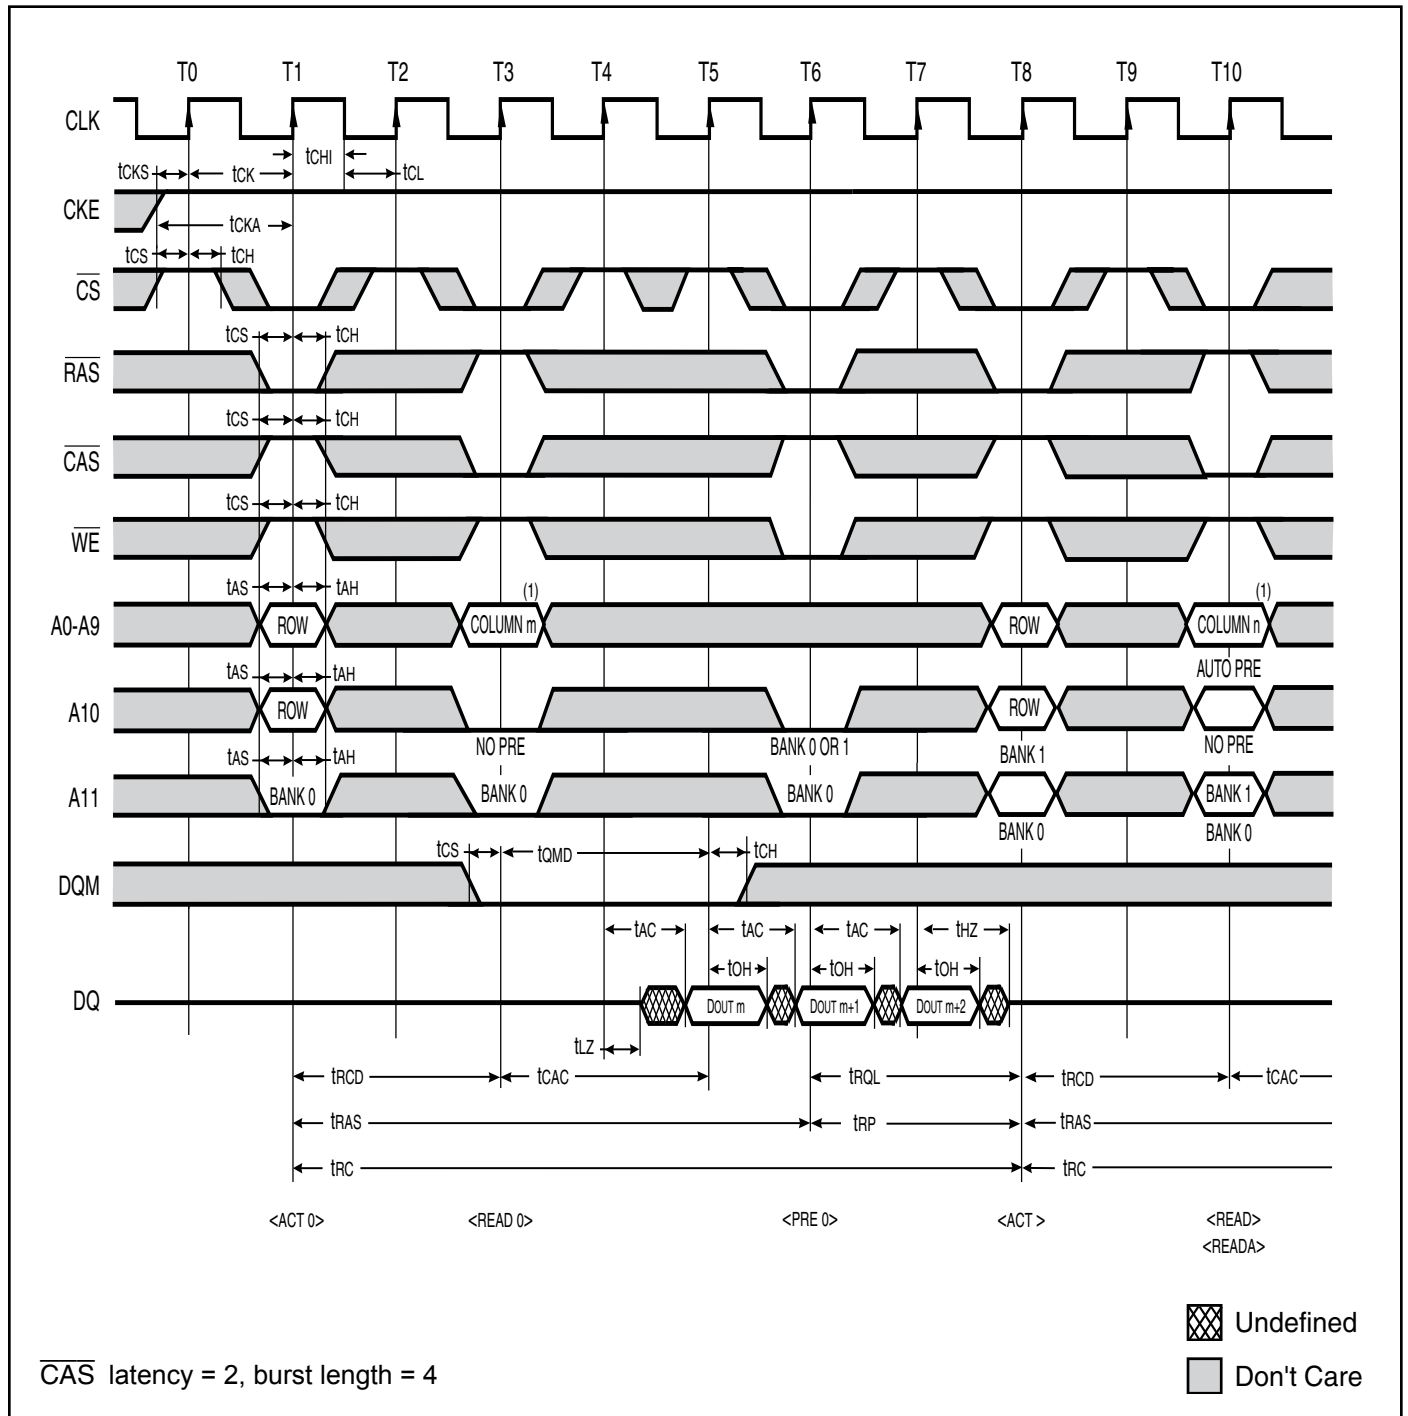 T0 T1 T2 T3 T4 T5 T6 T7 T8 T9 T10
CLK
tCHI
tCKS tCK tCL
CKE
tCKA
tCS tCH
CS
tCS tCH
RAS
tCS tCH
CAS
tCS tCH
WE
tAS tAH (1) (1)
A0-A9 ROW COLUMN m ROW COLUMN n
tAS tAH AUTO PRE
A10 ROW ROW
NO PRE BANK 0 OR 1 BANK 1 NO PRE
tAS tAH
A11 BANK 0 BANK 0 BANK 0 BANK 1
BANK 0 BANK 0
tCS tQMD tCH
DQM
tAC tAC tAC tHZ
tOH tOH tOH
DQ DOUT m DOUT m+1 DOUT m+2
tLZ
tRCD tCAC tRQL tRCD tCAC
tRAS tRP tRAS
tRC tRC
<ACT 0> <READ 0> <PRE 0> <ACT > <READ>
<READA>
Undefined
CAS latency = 2, burst length = 4
Don't Care